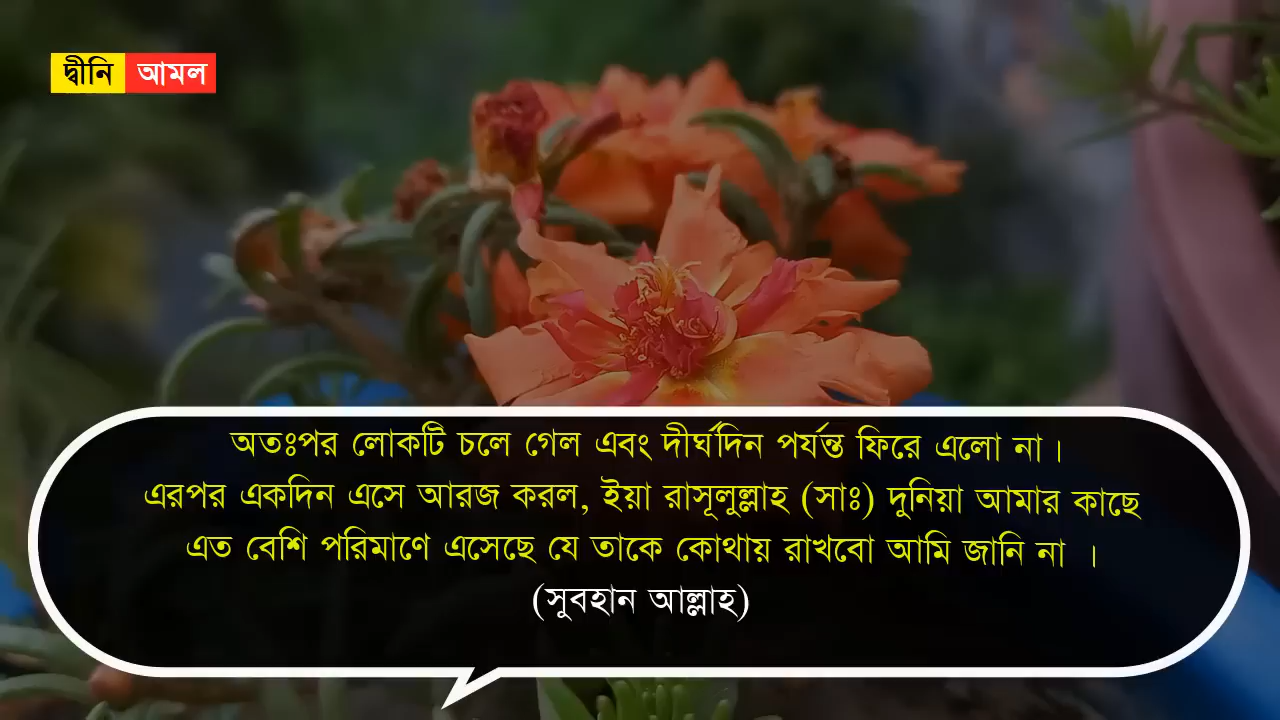 দ্বীনি আমল
অতঃপর লোকটি চলে গেল এবং দীর্ঘদিন পর্যন্ত ফিরে এলো না।
এরপর একদিন এসে আরজ করল, ইয়া রাসূলুল্লাহ (সাঃ) দুনিয়া আমার কাছে
এত বেশি পরিমাণে এসেছে যে তাকে কোথায় রাখবো আমি জানি না ।
(সুবহান আল্লাহ)